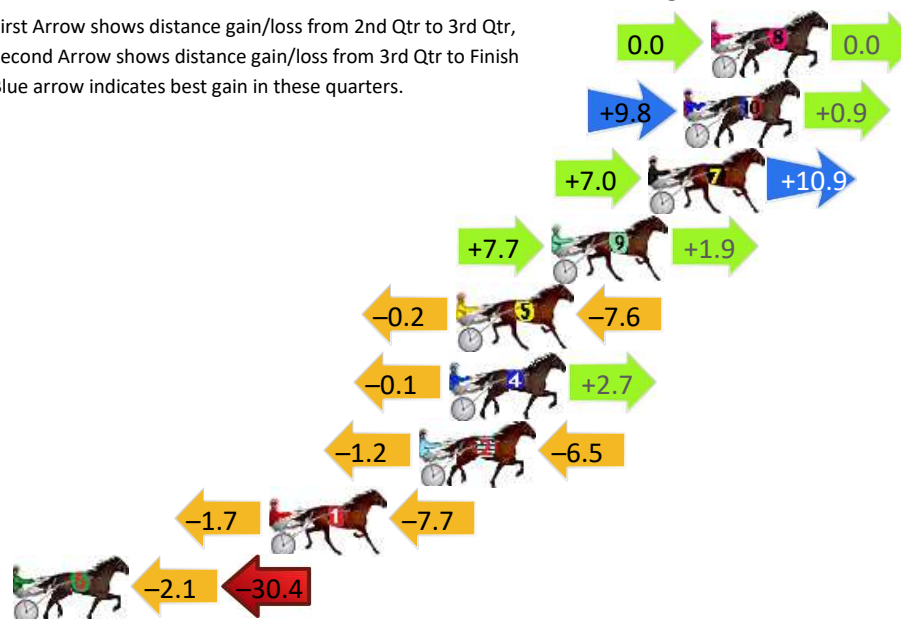 irst Arrow shows distance gain/loss from 2nd Qtr to 3rd Qtr,
econd Arrow shows distance gain/loss from 3rd Qtr to Finish
lue arrow indicates best gain in these quarters.
0.0 8 0.0
+9.8 10 +0.9
+7.0 7 +10.9
+7.7 9 +1.9
–0.2 5 –7.6
–0.1 4 +2.7
–1.2 –6.5
–1.7 1 –7.7
–2.1 –30.4